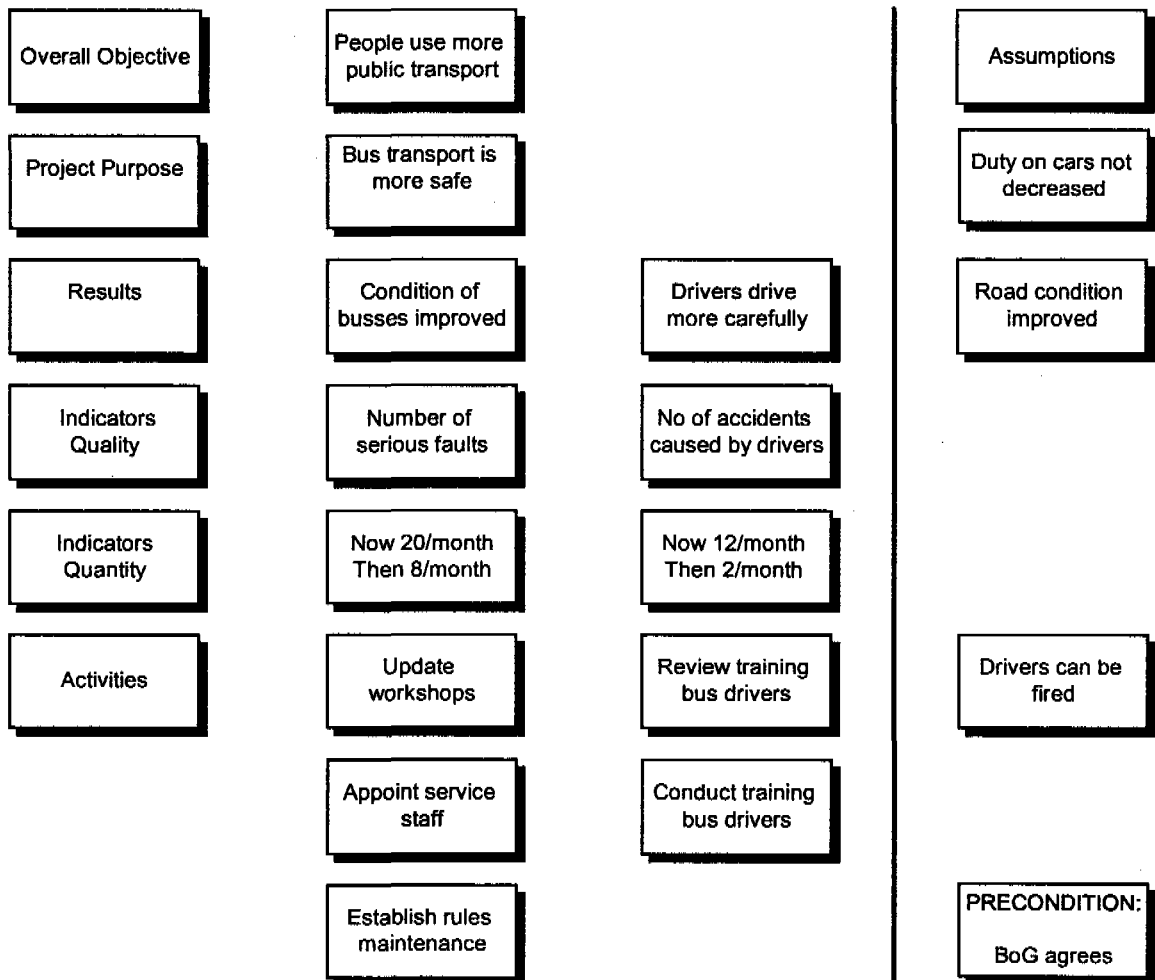 Overall Objective
People use more
public transport
Assumptions
Project Purpose
Bus transport is
more safe
Duty on cars not
decreased
Results
Condition of
busses improved
Drivers drive
more carefully
Road condition
improved
Indicators
Quality
Number of
serious faults
No of accidents
caused by drivers
Indicators
Quantity
Now 20/month
Then 8/month
Now 12/month
Then 2/month
Activities
Update
workshops
Review training
bus drivers
Drivers can be
fired
Appoint service
staff
Conduct training
bus drivers
Establish rules
maintenance
PRECONDITION:
BoG agrees